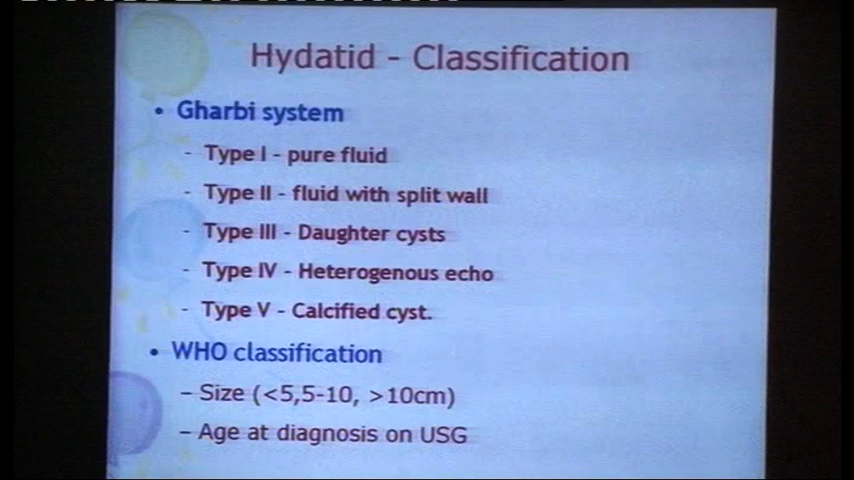 Hydatid - Classification
• Gharbi system
- Type I - pure fluid
- Type II - fluid with split wall
- Type III - Daughter cysts
- Type IV - Heterogenous echo
- Type V - Calcified cyst.
• WHO classification
– Size (<5,5-10, >10cm)
– Age at diagnosis on USG